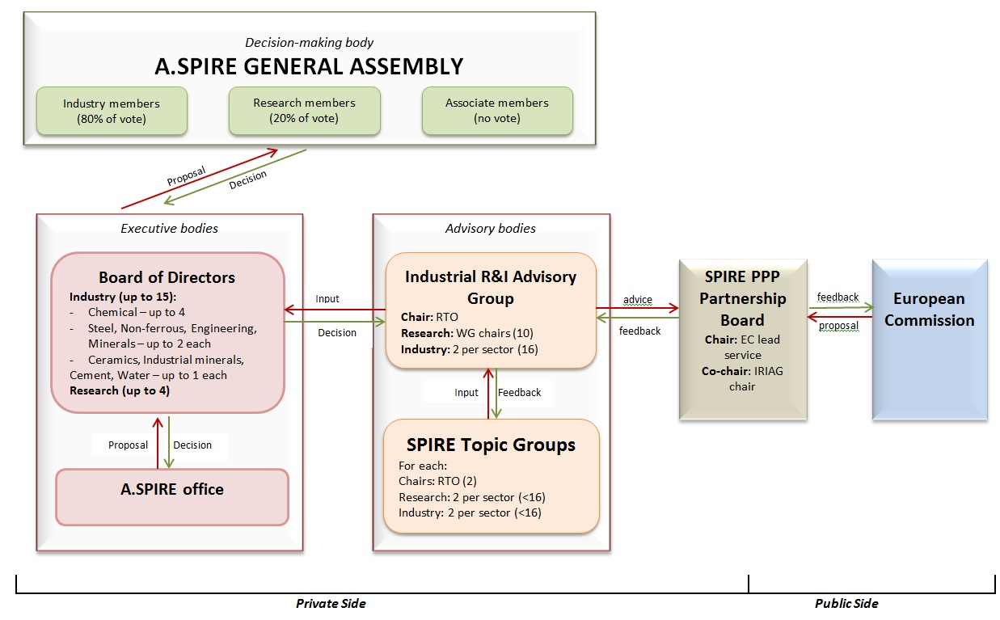 Decision-making body
A.SPIRE GENERAL ASSEMBLY
Industry members
(80% of vote)
Research members
(20% of vote)
Associate members
(no vote)
Proposal
Decision
Executive bodies
Board of Directors
Industry (up to 15):
- Chemical – up to 4
- Steel, Non-ferrous, Engineering,
Minerals – up to 2 each
- Ceramics, Industrial minerals,
Cement, Water – up to 1 each
Research (up to 4)
Proposal
Decision
A.SPIRE office
Input
Decision
Advisory bodies
Industrial R&I Advisory
Group
Chair: RTO
Research: WG chairs (10)
Industry: 2 per sector (16)
Input
Feedback
SPIRE Topic Groups
For each:
Chairs: RTO (2)
Research: 2 per sector (<16)
Industry: 2 per sector (<16)
advice
feedback
SPIRE PPP
Partnership
Board
Chair: EC lead
service
Co-chair: IRIAG
chair
feedback
proposal
European
Commission
Private Side
Public Side